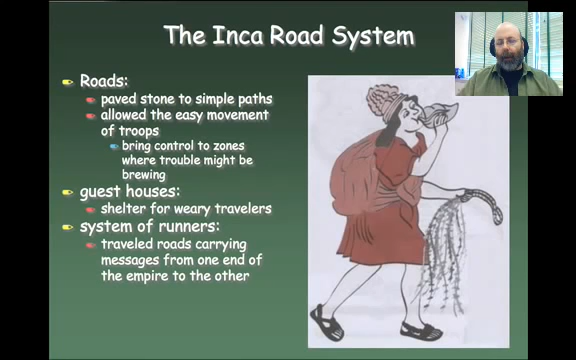 The Inca Road System
Roads:
paved stone to simple paths
allowed the easy movement
of troops
bring control to zones
where trouble might be
brewing
guest houses:
shelter for weary travelers
system of runners:
traveled roads carrying
messages from one end of
the empire to the other